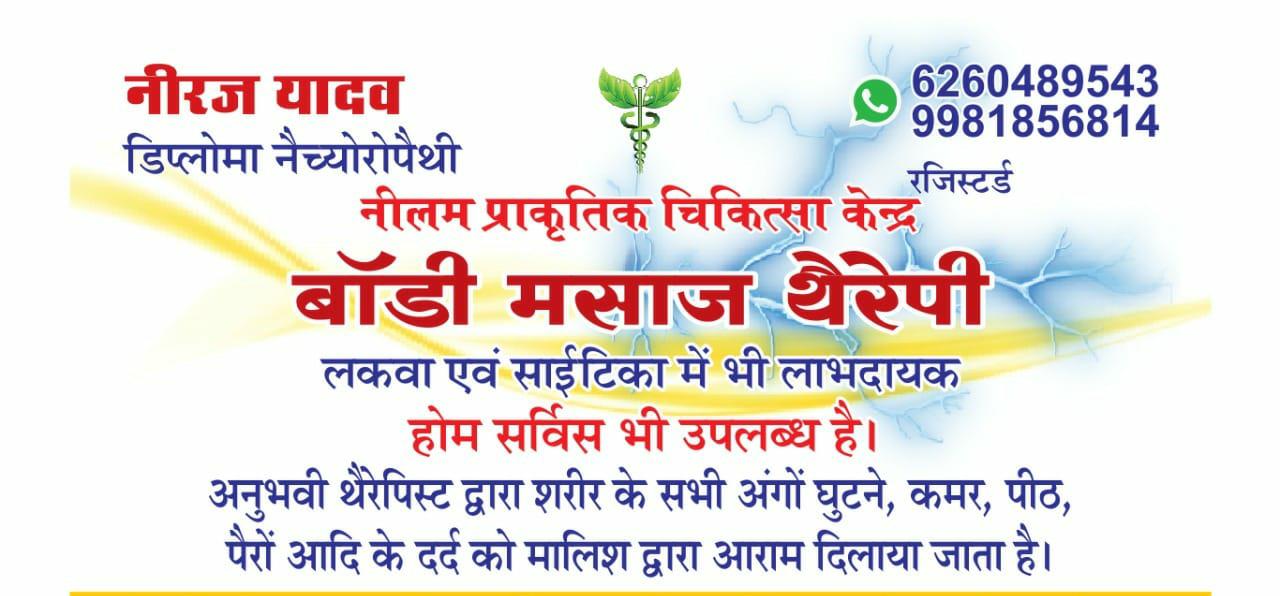 नीरज यादव
डिप्लोमा नैच्योरोपैथी
6260489543
9981856814
रजिस्टर्ड
नीलम प्राकृतिक चिकित्सा केन्द्र
बॉडी मसाज थैरेपी
लकवा एवं साईटिका में भी लाभदायक
होम सर्विस भी उपलब्ध है।
अनुभवी थैरेपिस्ट द्वारा शरीर के सभी अंगों घुटने, कमर, पीठ,
पैरों आदि के दर्द को मालिश द्वारा आराम दिलाया जाता है।